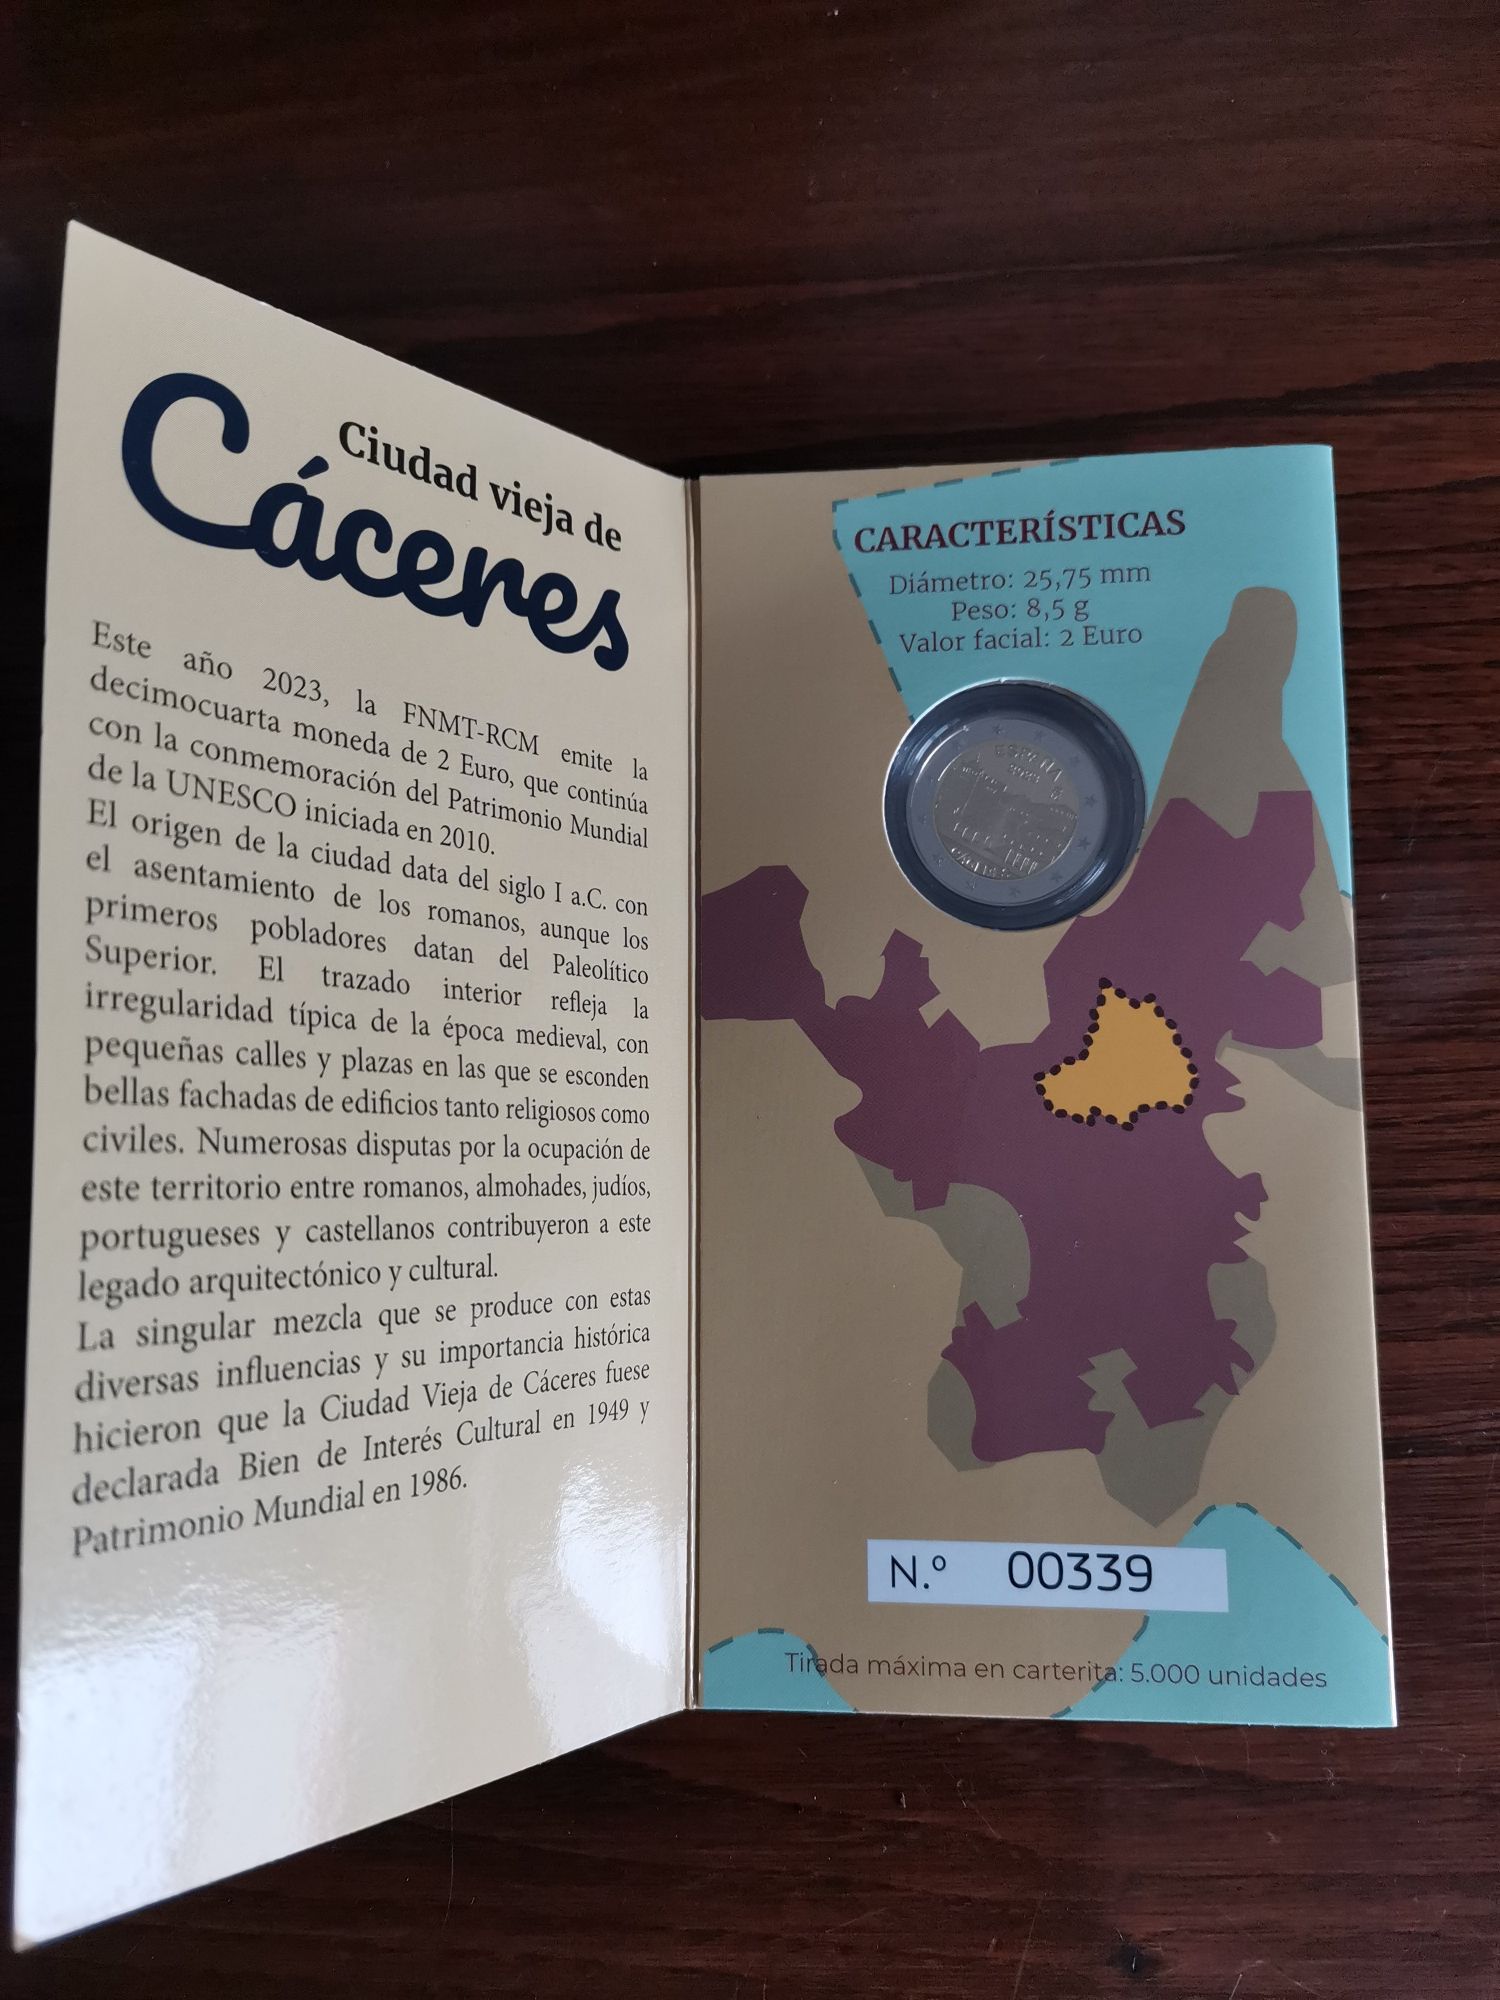 Ciudad vieja de
Cáceres
Este año 2023, la FNMT-RCM emite la
decimocuarta moneda de 2 Euro, que continúa
con la conmemoración del Patrimonio Mundial
de la UNESCO iniciada en 2010.
El origen de la ciudad data del siglo I a.C. con
el asentamiento de los romanos, aunque los
primeros pobladores datan del Paleolítico
Superior. El trazado interior refleja la
irregularidad típica de la época medieval, con
pequeñas calles y plazas en las que se esconden
bellas fachadas de edificios tanto religiosos como
civiles. Numerosas disputas por la ocupación de
este territorio entre romanos, almohades, judíos,
portugueses y castellanos contribuyeron a este
legado arquitectónico y cultural.
La singular mezcla que se produce con estas
diversas influencias y su importancia histórica
hicieron que la Ciudad Vieja de Cáceres fuese
declarada Bien de Interés Cultural en 1949 y
Patrimonio Mundial en 1986.
CARACTERÍSTICAS
Diámetro: 25,75 mm
Peso: 8,5 g
Valor facial: 2 Euro
ESPAÑA
2023
CÁCERES
N.º 00339
Tirada máxima en carterita: 5.000 unidades